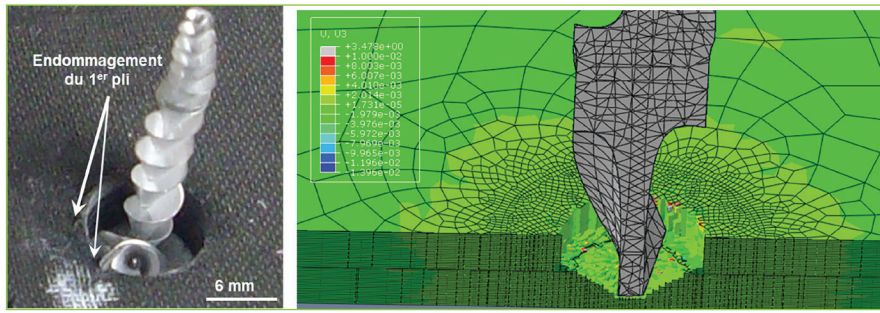 Endommagement
du 1er pli
6 mm
U, U3
+3.478e+00
+1.000e-02
+8.003e-03
+6.007e-03
+4.010e-03
+2.014e-03
+1.731e-05
-1.979e-03
-3.976e-03
-5.972e-03
-7.969e-03
-9.965e-03
-1.196e-02
-1.396e-02